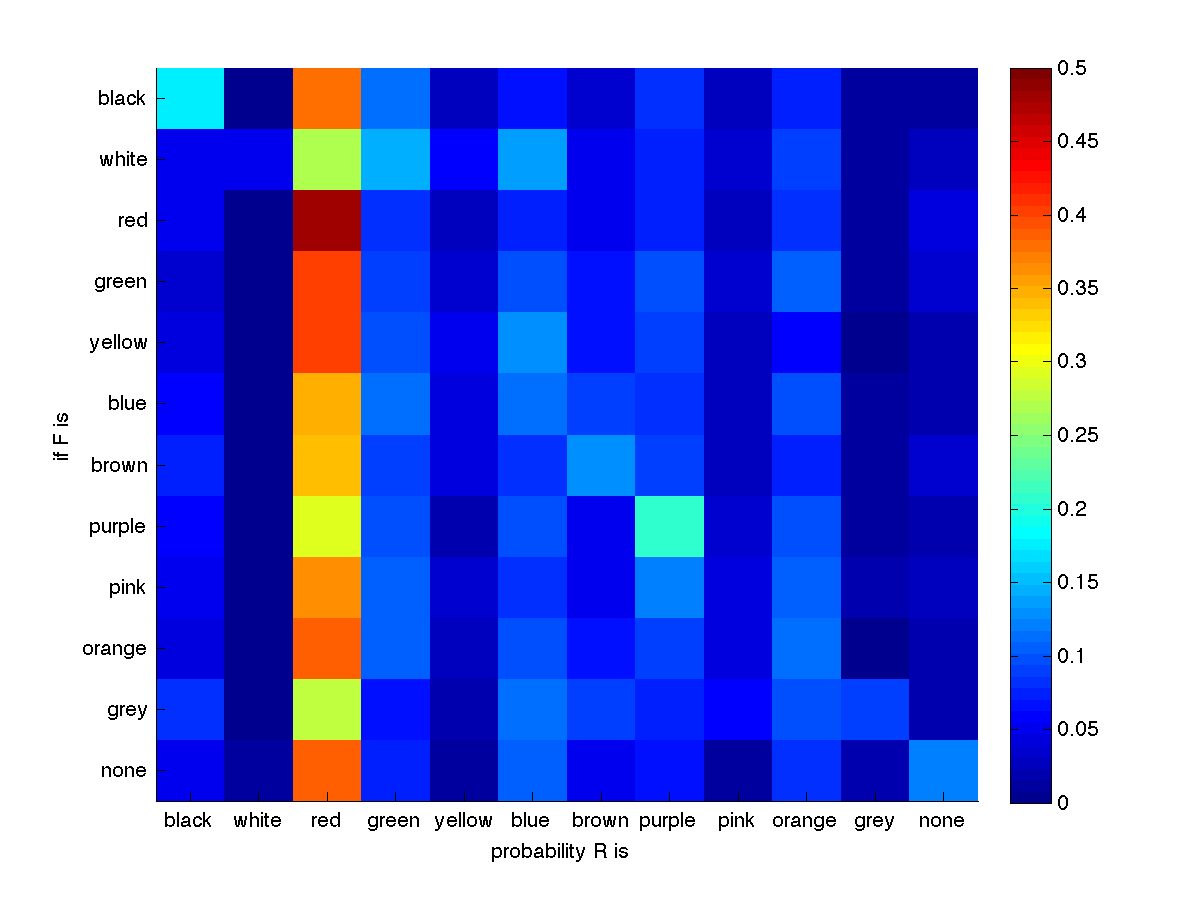 black
white
red
green
yellow
blue
brown
purple
pink
orange
grey
none
if F is
black white red green yellow blue brown purple pink orange grey none
probability R is
0.5
0.45
0.4
0.35
0.3
0.25
0.2
0.15
0.1
0.05
0